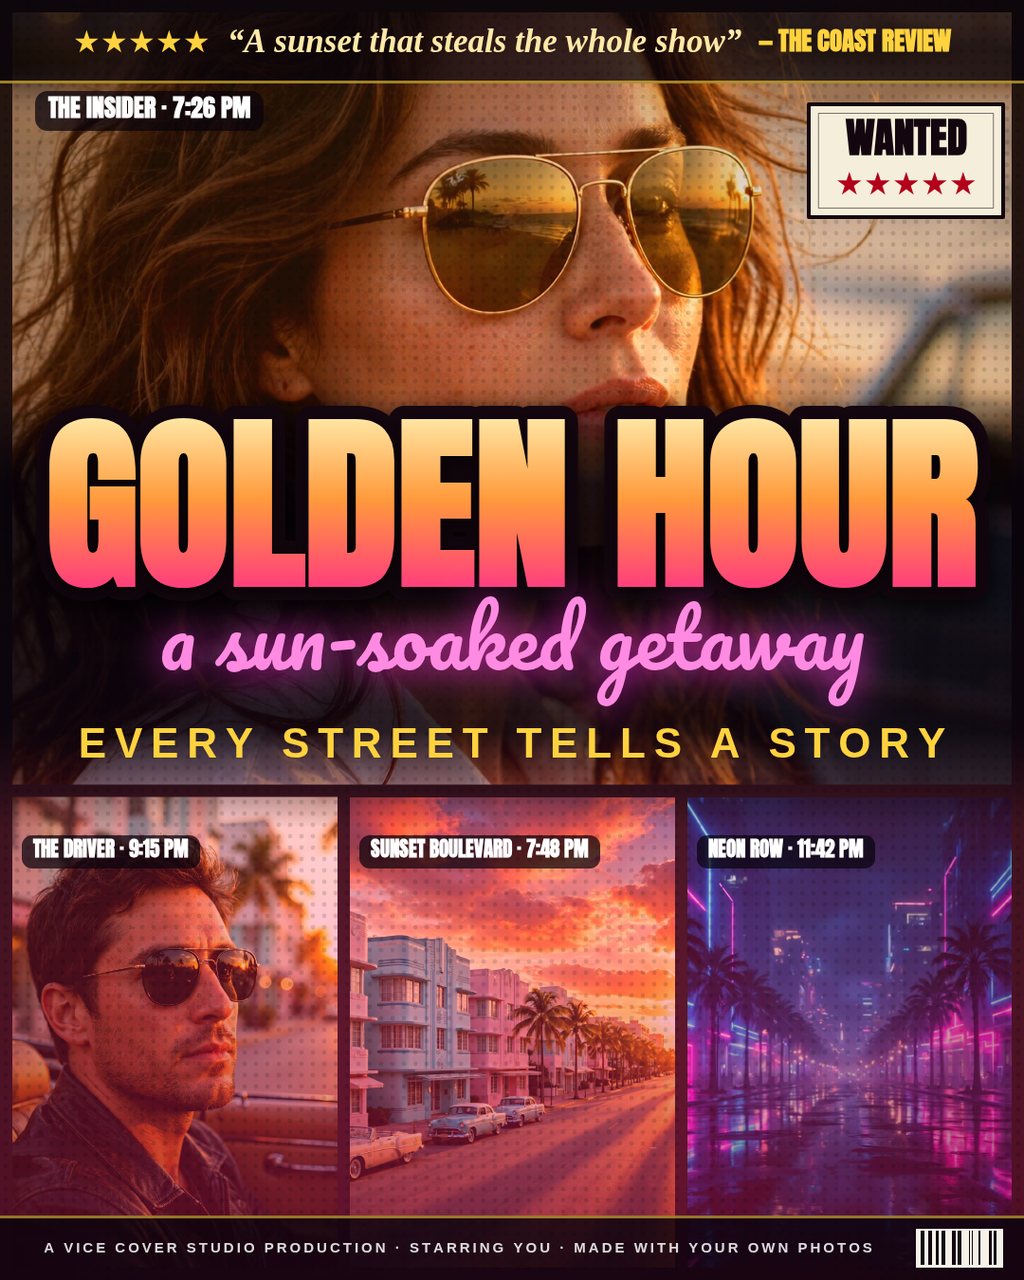 ★★★★★ “A sunset that steals the whole show” – THE COAST REVIEW
THE INSIDER · 7:26 PM
WANTED
★★★★★
GOLDEN HOUR
a sun-soaked getaway
EVERY STREET TELLS A STORY
THE DRIVER · 9:15 PM
SUNSET BOULEVARD · 7:48 PM
NEON ROW · 11:42 PM
A VICE COVER STUDIO PRODUCTION · STARRING YOU · MADE WITH YOUR OWN PHOTOS